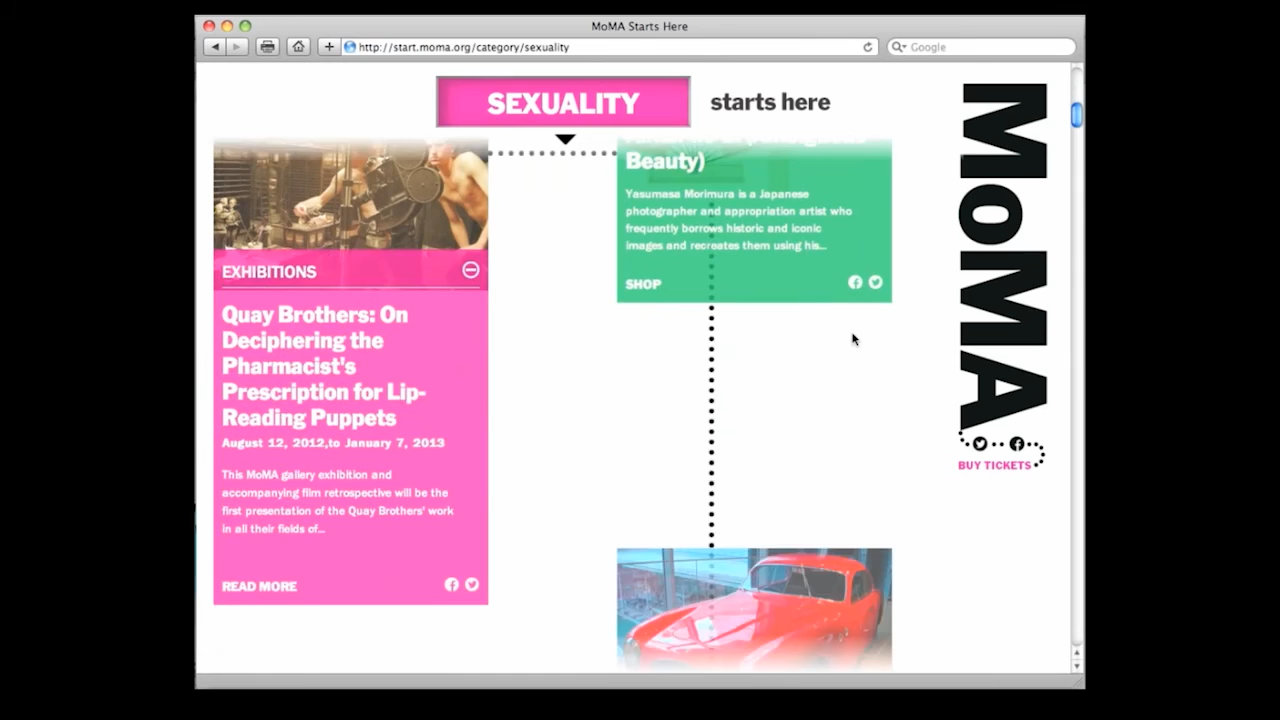 MoMA Starts Here
http://start.moma.org/category/sexuality
Google
SEXUALITY
starts here
EXHIBITIONS
Quay Brothers: On
Deciphering the
Pharmacist's
Prescription for Lip-
Reading Puppets
August 12, 2012,to January 7, 2013
This MoMA gallery exhibition and
accompanying film retrospective will be the
first presentation of the Quay Brothers' work
in all their fields of...
READ MORE
Beauty)
Yasumasa Morimura is a Japanese
photographer and appropriation artist who
frequently borrows historic and iconic
images and recreates them using his...
SHOP
MoMA
BUY TICKETS